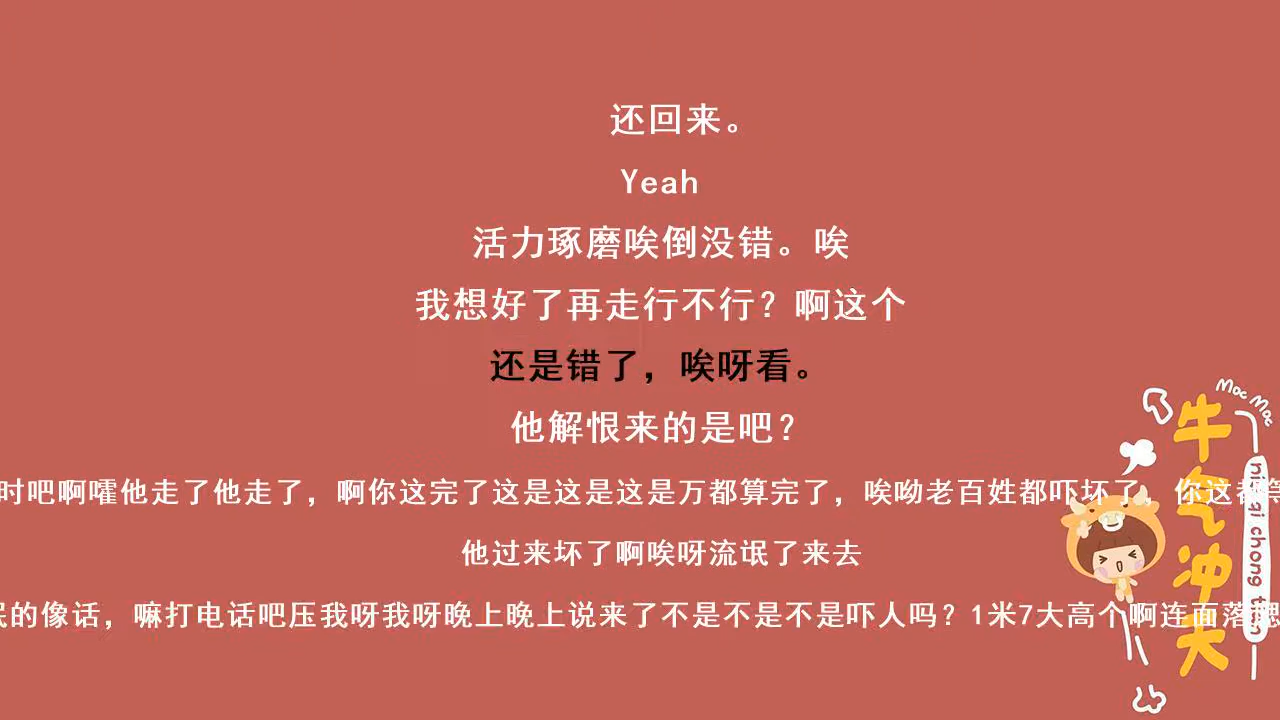 还回来。
Yeah
活力琢磨唉倒没错。唉
我想好了再走行不行？啊这个
还是错了，唉呀看。
他解恨来的是吧？
时吧啊嚯他走了他走了，啊你这完了这是这是这是万都算完了，唉呦老百姓都吓坏了，你这都算
他过来坏了啊唉呀流氓了来去
的像话，嘛打电话吧压我呀我呀晚上晚上说来了不是不是不是吓人吗？1米7大高个啊连面落
Moc Moc
牛气冲天
niu qi chong tian